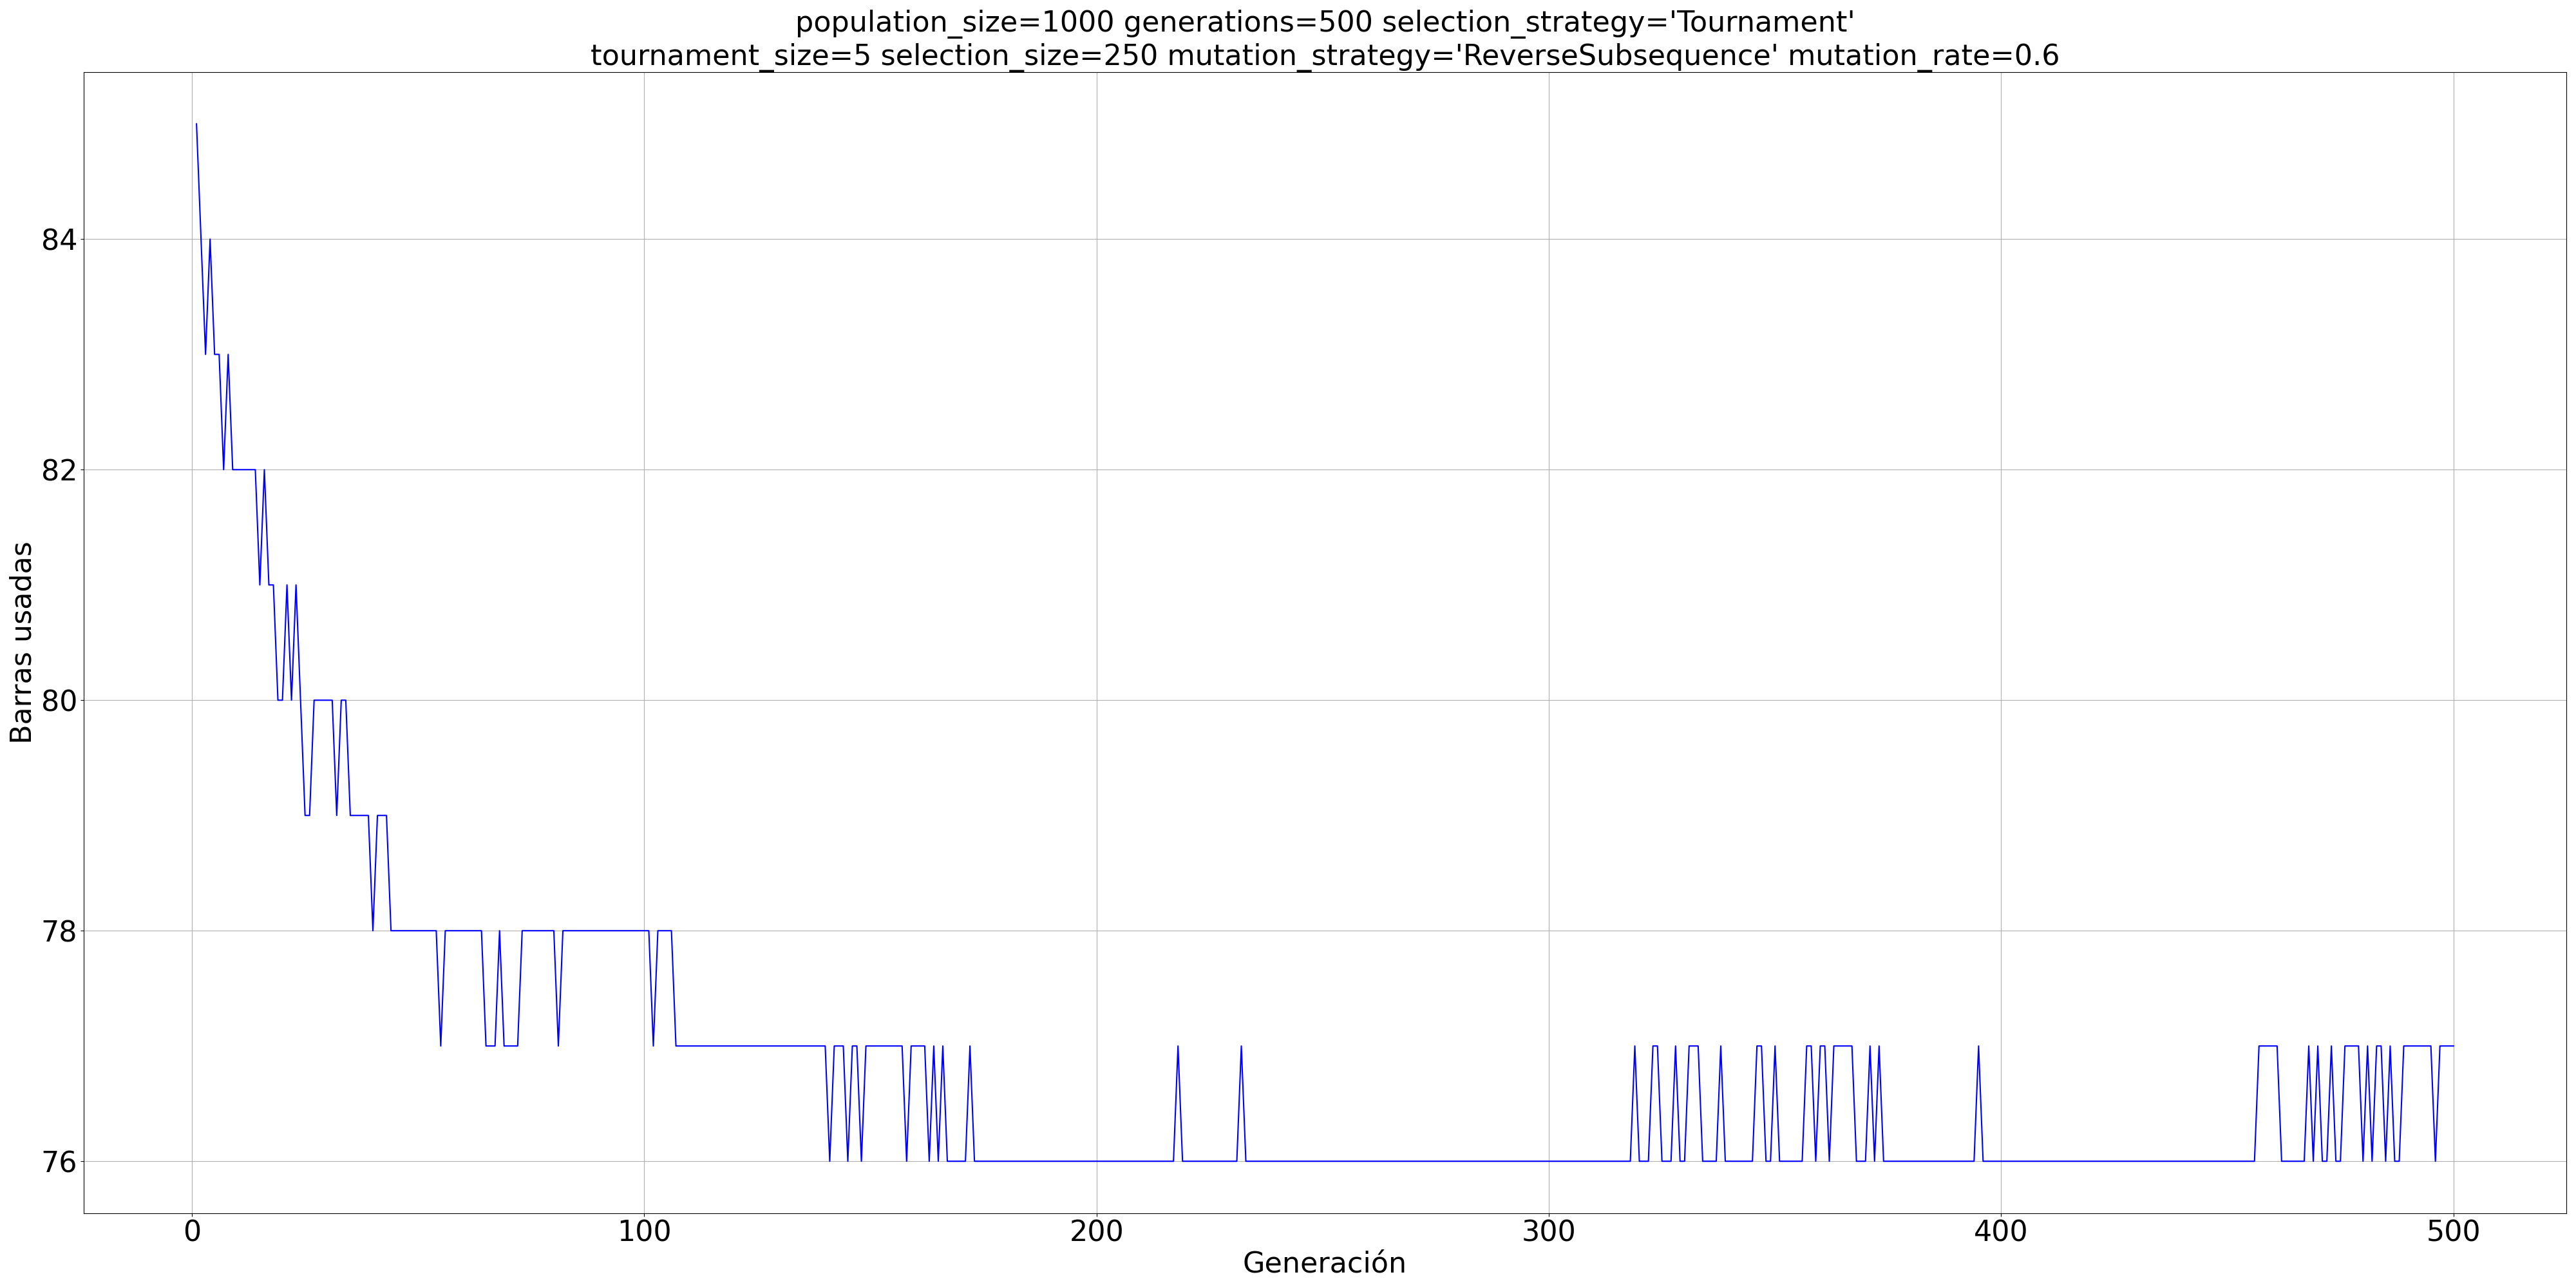 population_size=1000 generations=500 selection_strategy='Tournament'
tournament_size=5 selection_size=250 mutation_strategy='ReverseSubsequence' mutation_rate=0.6
84
82
80
78
76
Barras usadas
0 100 200 300 400 500
Generación